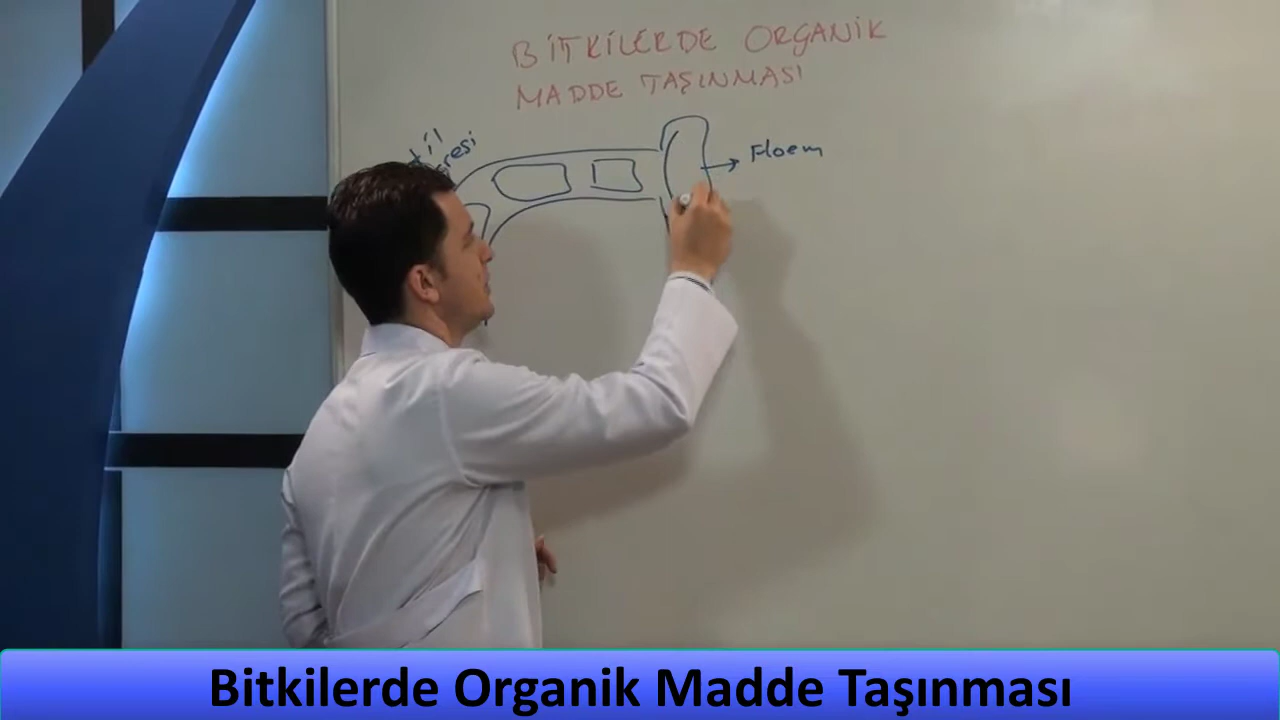 BİTKİLERDE ORGANİK
MADDE TAŞINMASI
Floem
Bitkilerde Organik Madde Taşınması